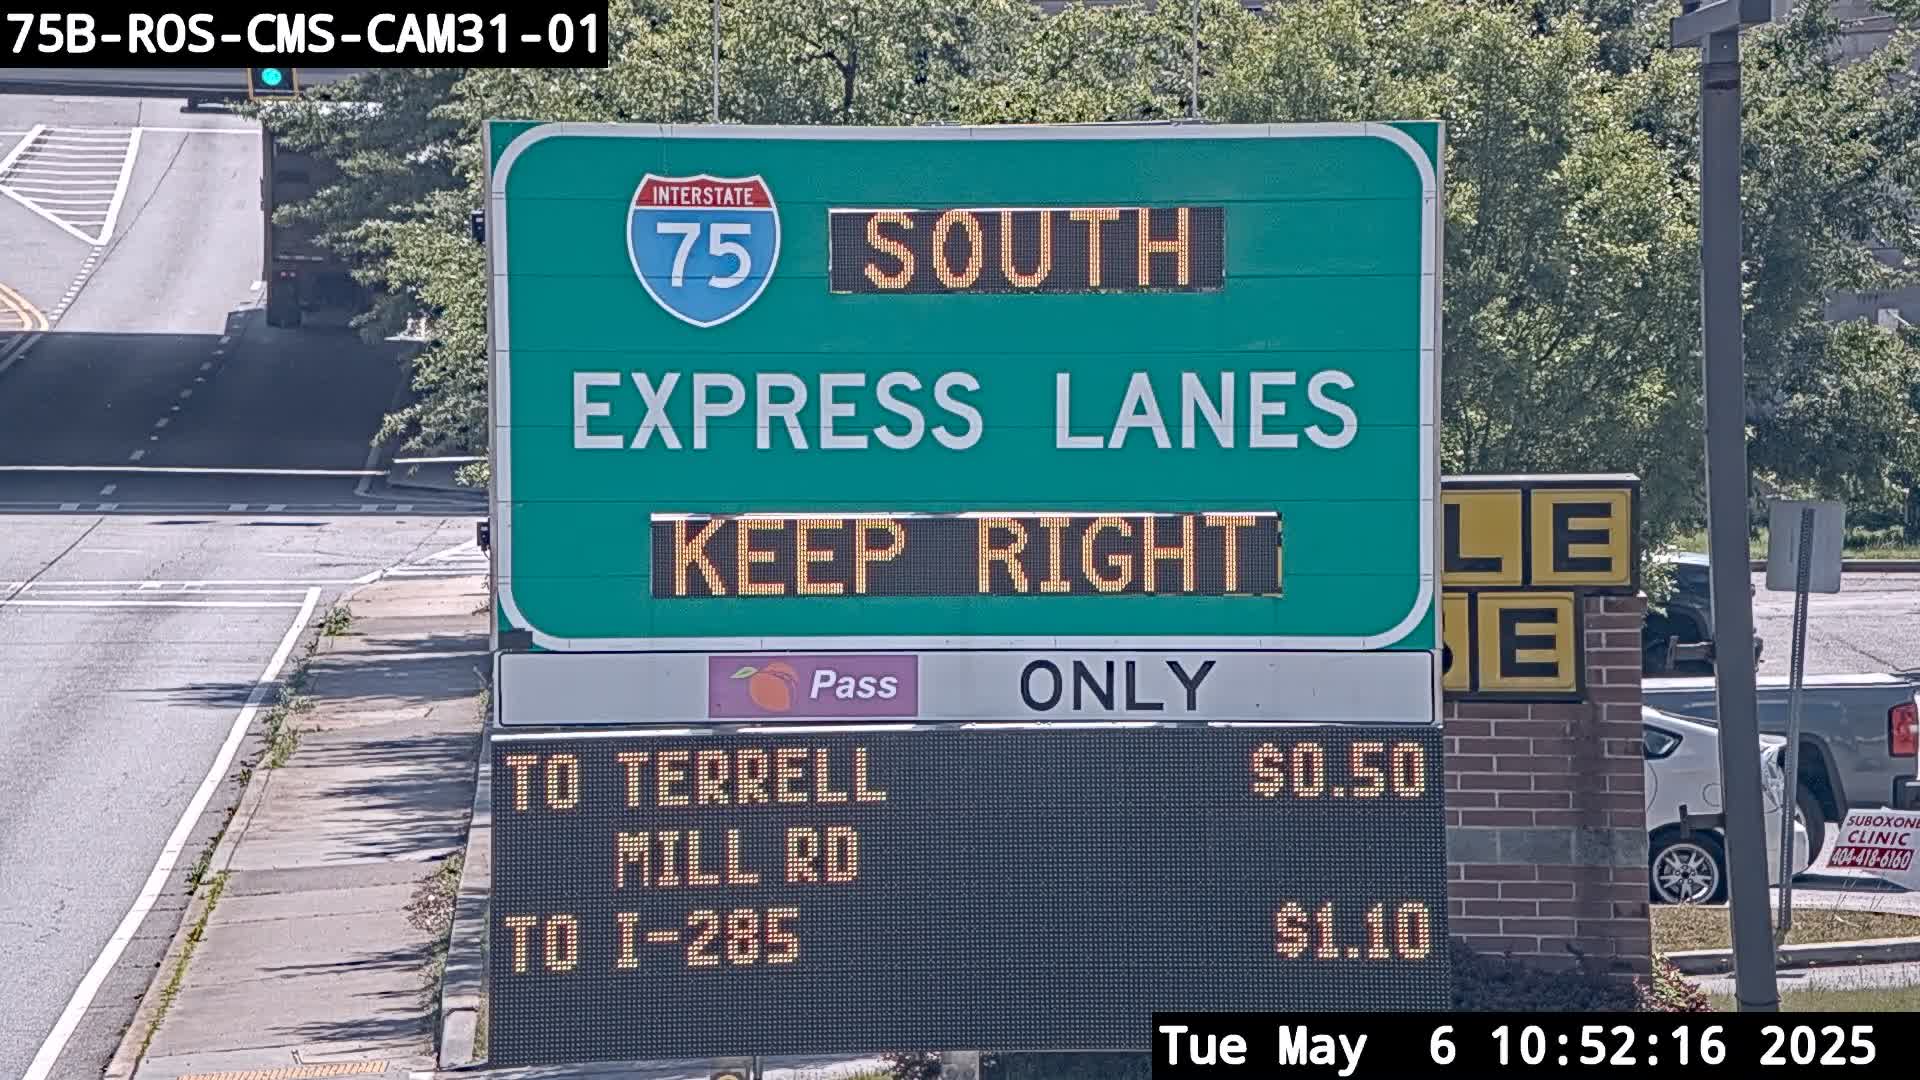 75B-ROS-CMS-CAM31-01
INTERSTATE
75
SOUTH
EXPRESS LANES
KEEP RIGHT
Pass ONLY
TO TERRELL $0.50
MILL RD
TO I-285 $1.10
LE
E
SUBOXONE
CLINIC
404-418-6160
Tue May 6 10:52:16 2025